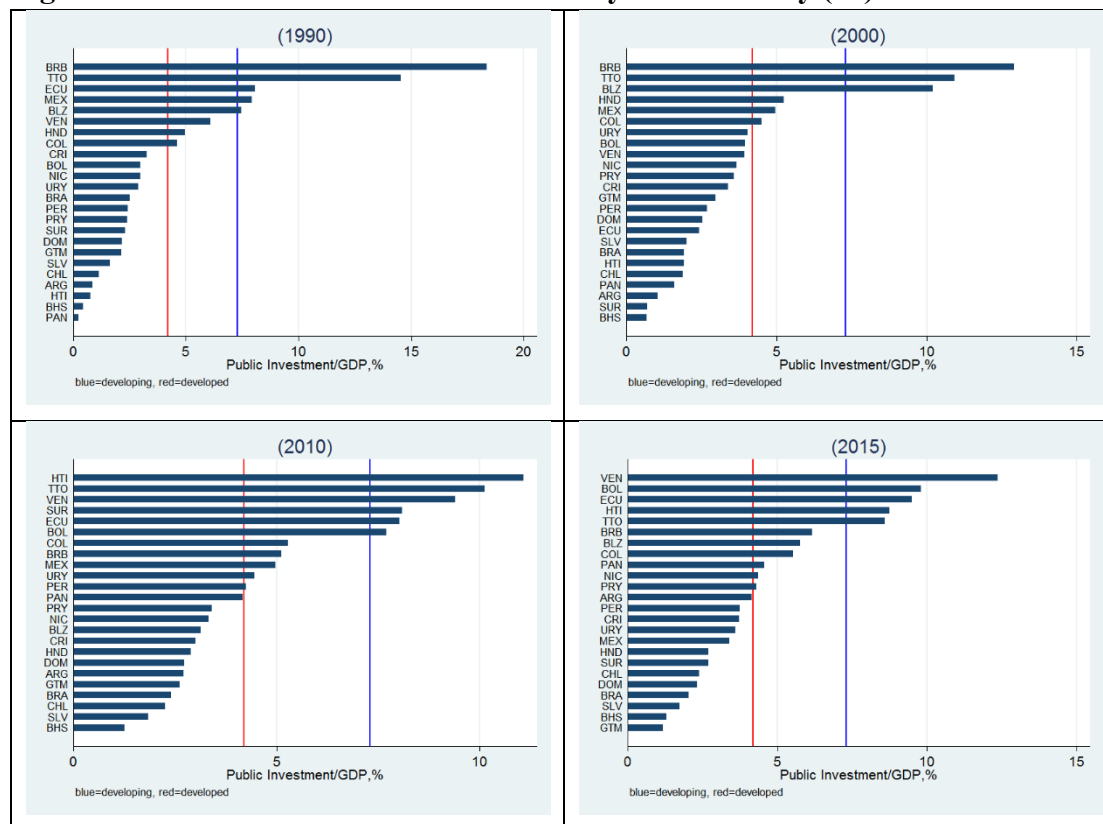 (1990)
BRB
TTO
ECU
MEX
BLZ
VEN
HND
COL
CRI
BOL
NIC
URY
BRA
PER
PRY
SUR
DOM
GTM
SLV
CHL
ARG
HTI
BHS
PAN
0 5 10 15 20
Public Investment/GDP,%
blue=developing, red=developed
(2000)
BRB
TTO
BLZ
HND
MEX
COL
URY
BOL
VEN
NIC
PRY
CRI
GTM
PER
DOM
ECU
SLV
BRA
HTI
CHL
PAN
ARG
SUR
BHS
0 5 10 15
Public Investment/GDP,%
blue=developing, red=developed
(2010)
HTI
TTO
VEN
SUR
ECU
BOL
COL
BRB
MEX
URY
PER
PAN
PRY
NIC
BLZ
CRI
HND
DOM
ARG
GTM
BRA
CHL
SLV
BHS
0 5 10
Public Investment/GDP,%
blue=developing, red=developed
(2015)
VEN
BOL
ECU
HTI
TTO
BRB
BLZ
COL
PAN
NIC
PRY
ARG
PER
CRI
URY
MEX
HND
SUR
CHL
DOM
BRA
SLV
BHS
GTM
0 5 10 15
Public Investment/GDP,%
blue=developing, red=developed